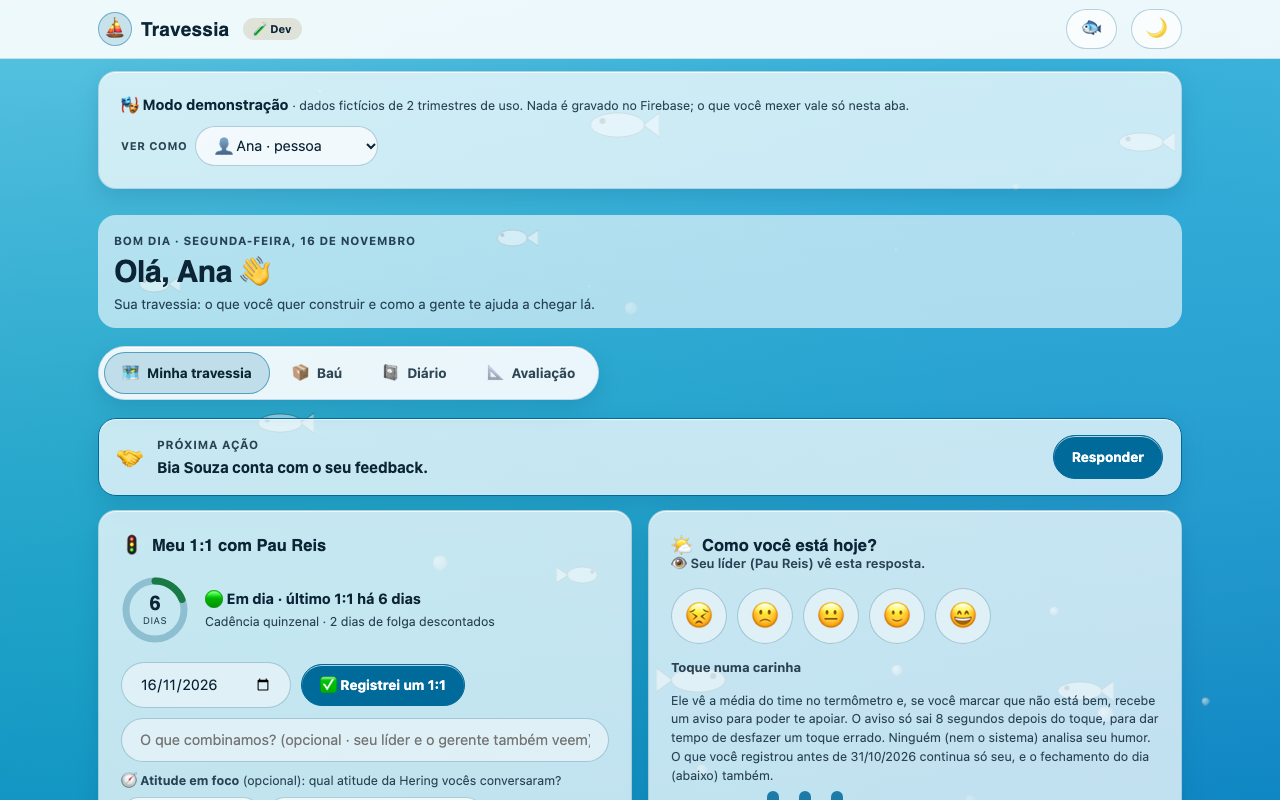 Travessia
Dev
Modo demonstração · dados fictícios de 2 trimestres de uso. Nada é gravado no Firebase; o que você mexer vale só nesta aba.
VER COMO
Ana · pessoa
BOM DIA · SEGUNDA-FEIRA, 16 DE NOVEMBRO
Olá, Ana 👋
Sua travessia: o que você quer construir e como a gente te ajuda a chegar lá.
Minha travessia
Baú
Diário
Avaliação
PRÓXIMA AÇÃO
Bia Souza conta com o seu feedback.
Responder
Meu 1:1 com Pau Reis
6
DIAS
Em dia · último 1:1 há 6 dias
Cadência quinzenal · 2 dias de folga descontados
16/11/2026
Registrei um 1:1
O que combinamos? (opcional · seu líder e o gerente também veem)
Atitude em foco (opcional): qual atitude da Hering vocês conversaram?
Como você está hoje?
Seu líder (Pau Reis) vê esta resposta.
Toque numa carinha
Ele vê a média do time no termômetro e, se você marcar que não está bem, recebe
um aviso para poder te apoiar. O aviso só sai 8 segundos depois do toque, para dar
tempo de desfazer um toque errado. Ninguém (nem o sistema) analisa seu humor.
O que você registrou antes de 31/10/2026 continua só seu, e o fechamento do dia
(abaixo) também.